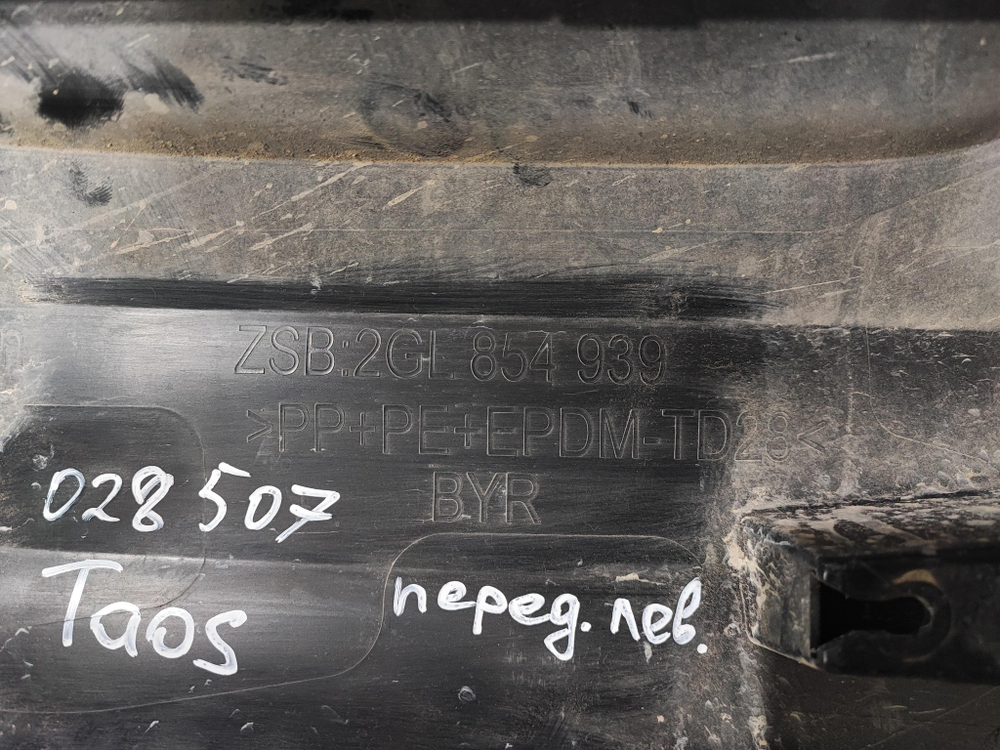 ZSB:2GL 854 939
>PP+PE+EPDM-TD28<
BYR
028 507
Taos
перед. лев.